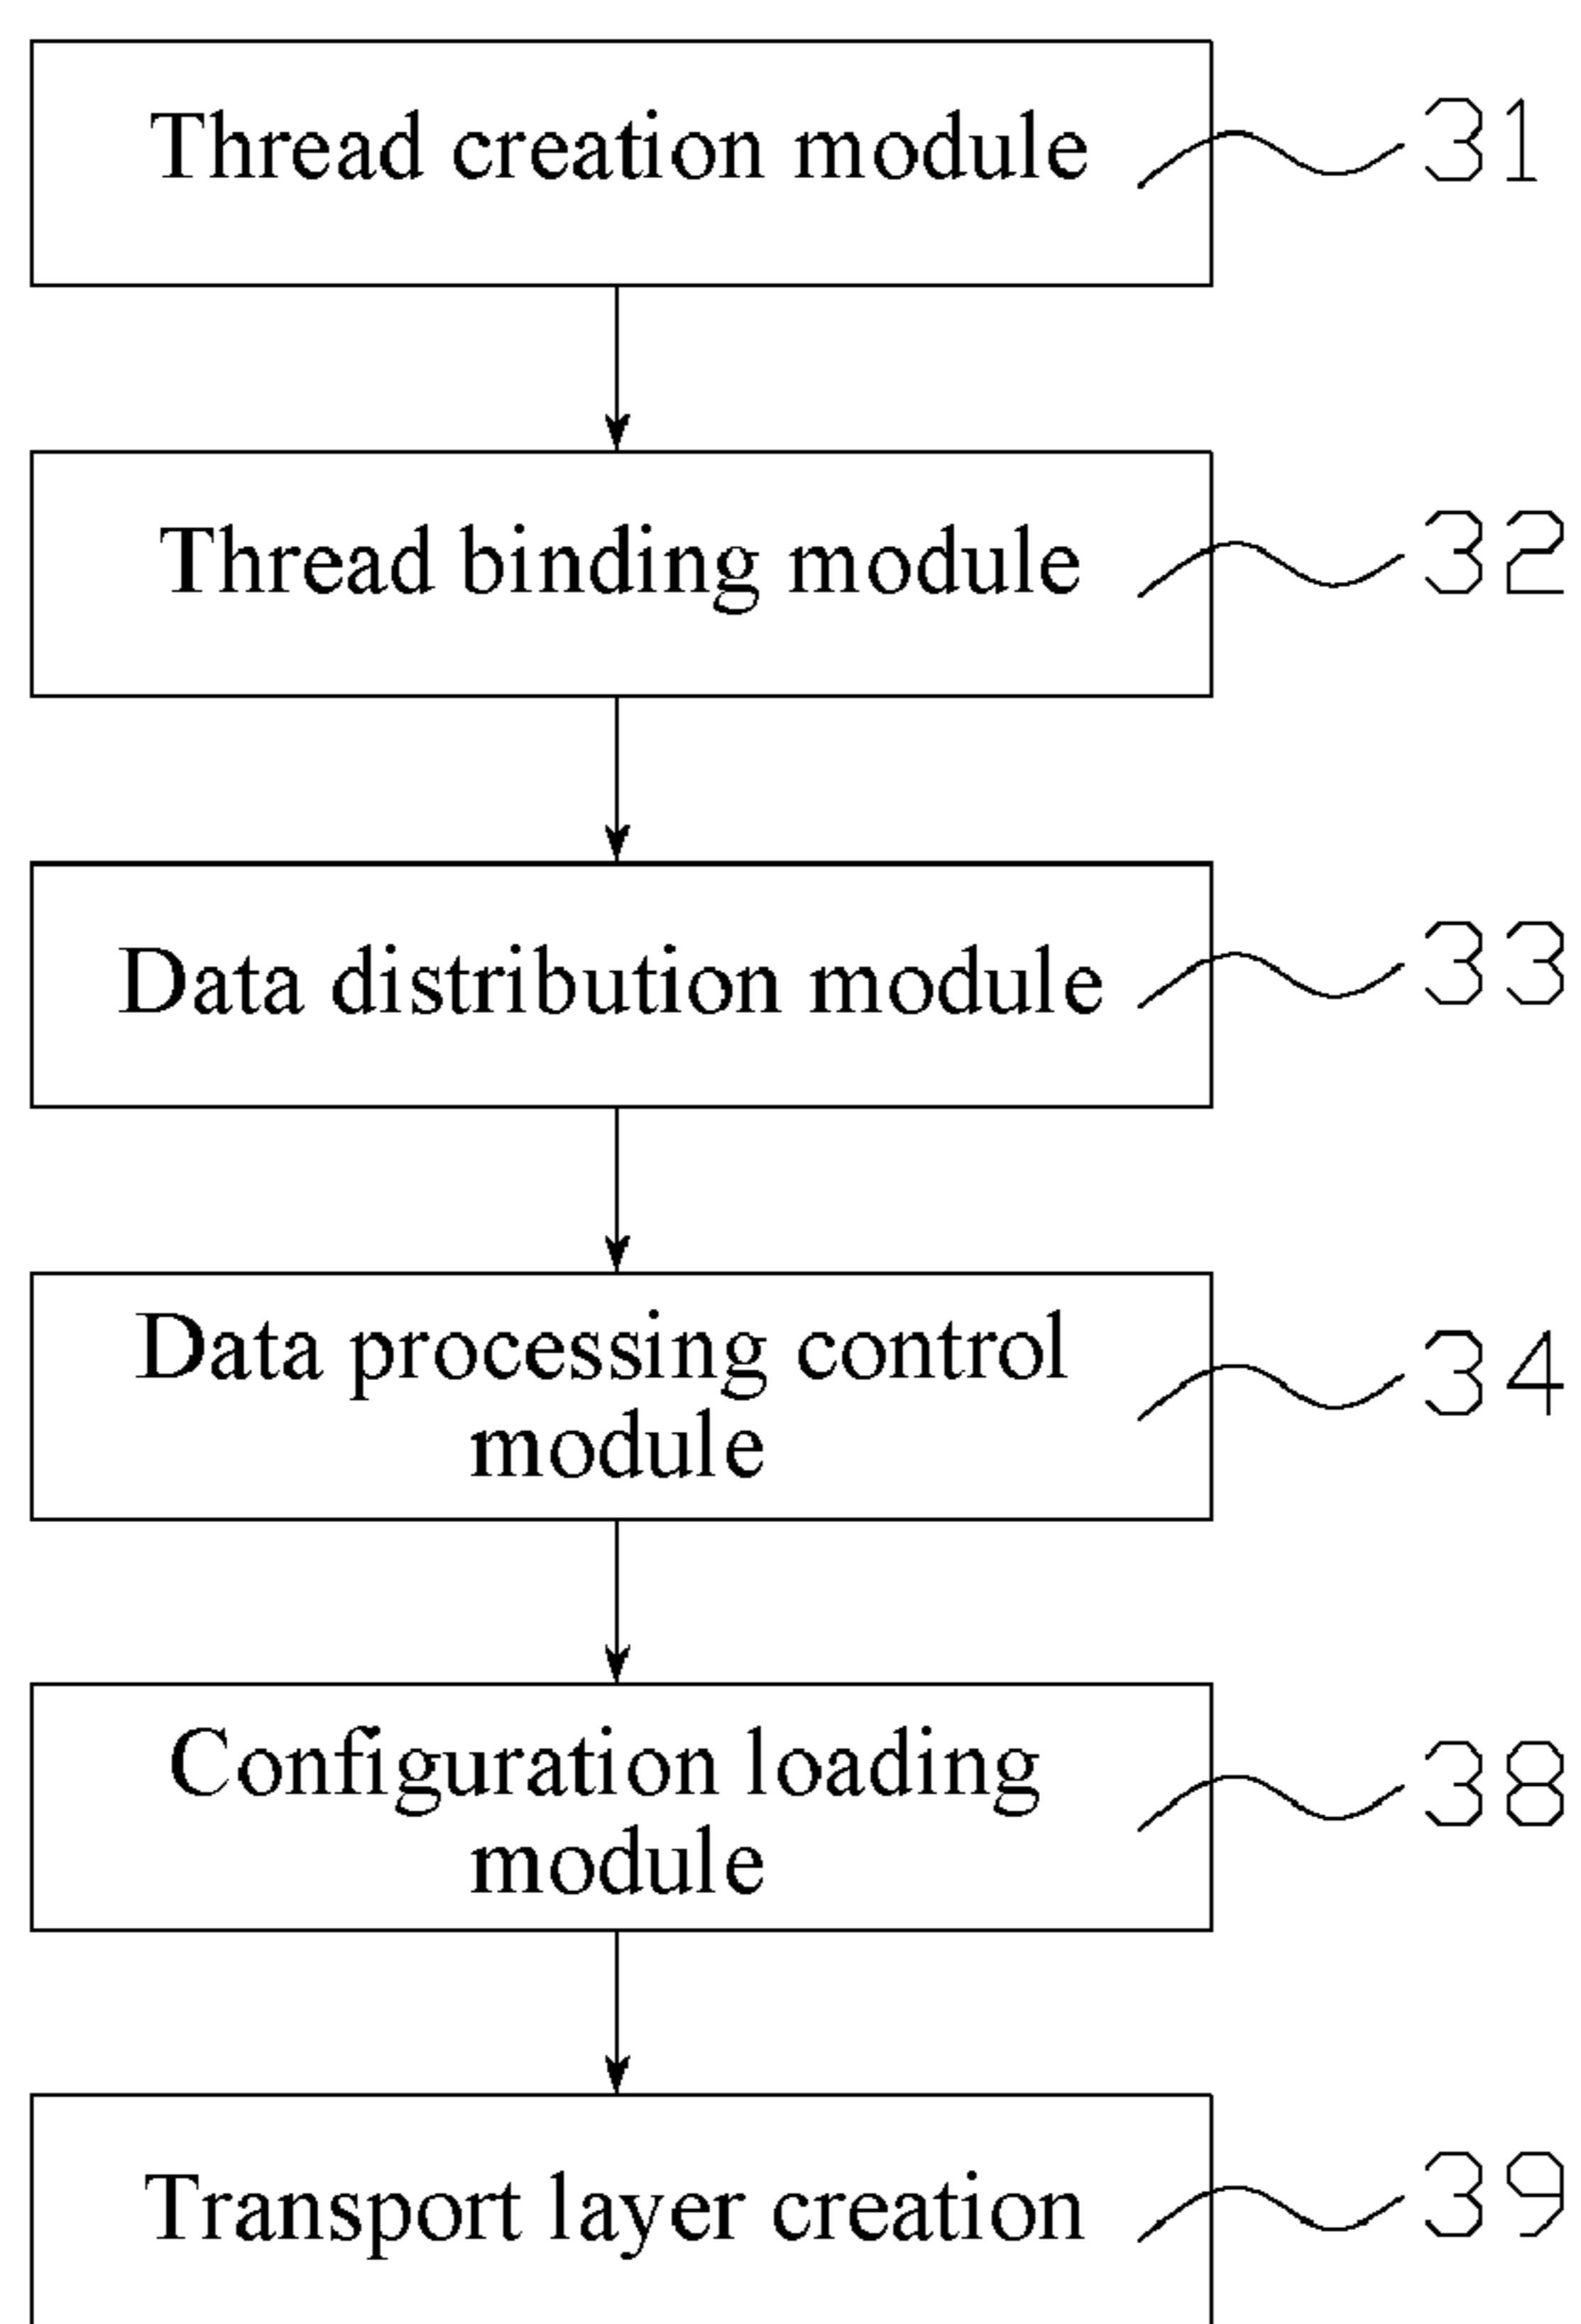 Thread creation module 31
Thread binding module 32
Data distribution module 33
Data processing control 34
module
Configuration loading 38
module
Transport layer creation 39